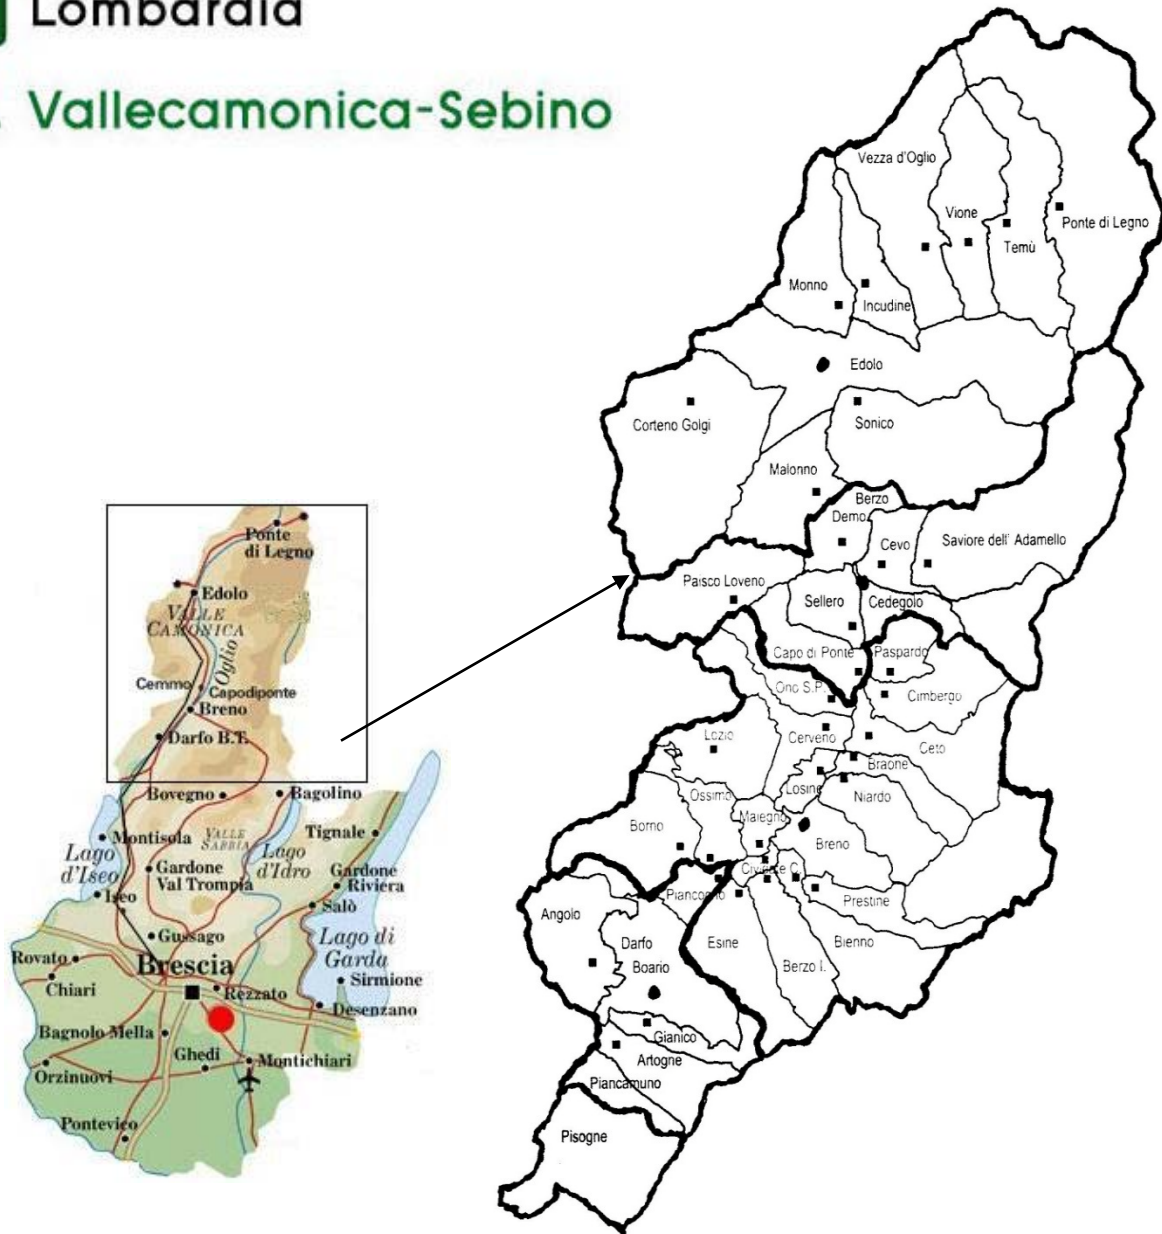 Lombardia
Vallecamonica-Sebino
Vezza d'Oglio
Vione
Ponte di Legno
Temù
Monno
Incudine
Edolo
Corteno Golgi
Sonico
Malonno
Berzo
Demo
Cevo
Saviore dell' Adamello
Paisco Loveno
Sellero
Cedegolo
Capo di Ponte
Paspardo
Ono S.P.
Cimbergo
Lozio
Cerveno
Ceto
Braone
Ossimo
Losine
Niardo
Malegno
Borno
Breno
Prestine
Angolo
Darfo
Boario
Esine
Bienno
Berzo I.
Gianico
Artogne
Piancamuno
Pisogne
Ponte
di Legno
Edolo
VALLE
CAMONICA
Oglio
Cemmo
Capodiponte
Breno
Darfo B.T.
Bovegno
Bagolino
Montisola
VALLE
SABBIA
Tignale
Lago
d'Iseo
Lago
d'Idro
Gardone
Val Trompia
Gardone
Riviera
Iseo
Salò
Gussago
Lago di
Garda
Rovato
Brescia
Sirmione
Chiari
Rezzato
Desenzano
Bagnolo Mella
Ghedi
Montichiari
Orzinuovi
Pontevico